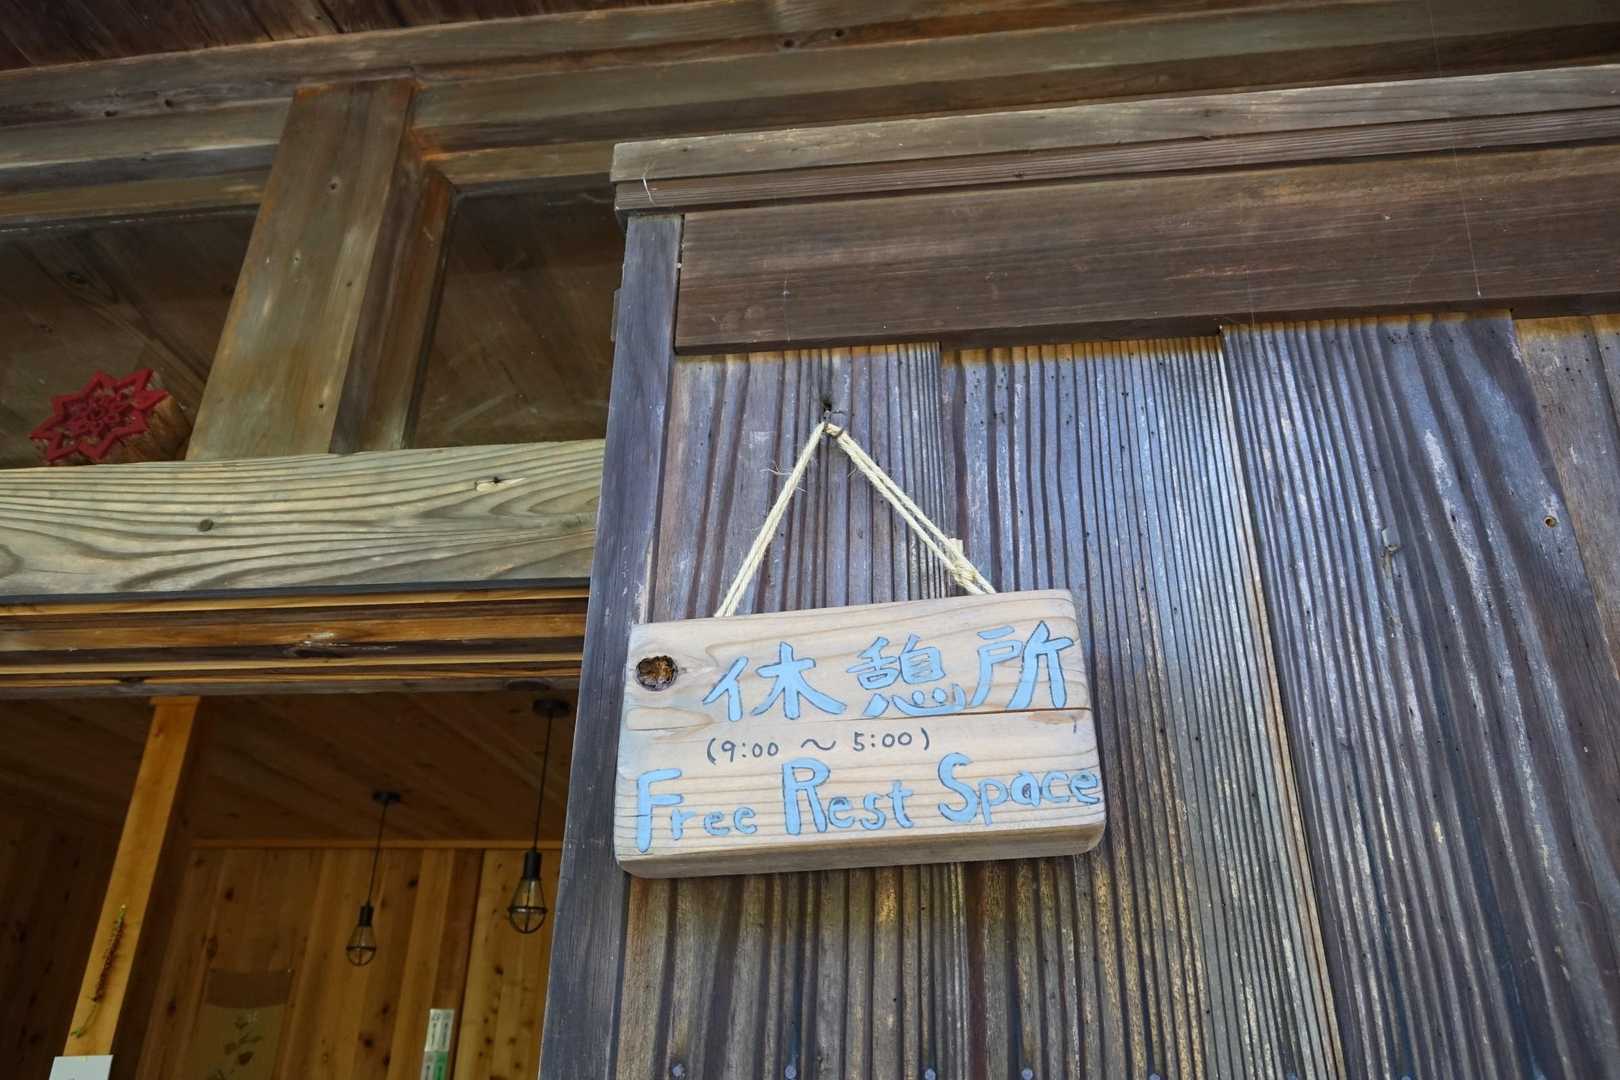 休憩所
(9:00 ～ 5:00)
Free Rest Space